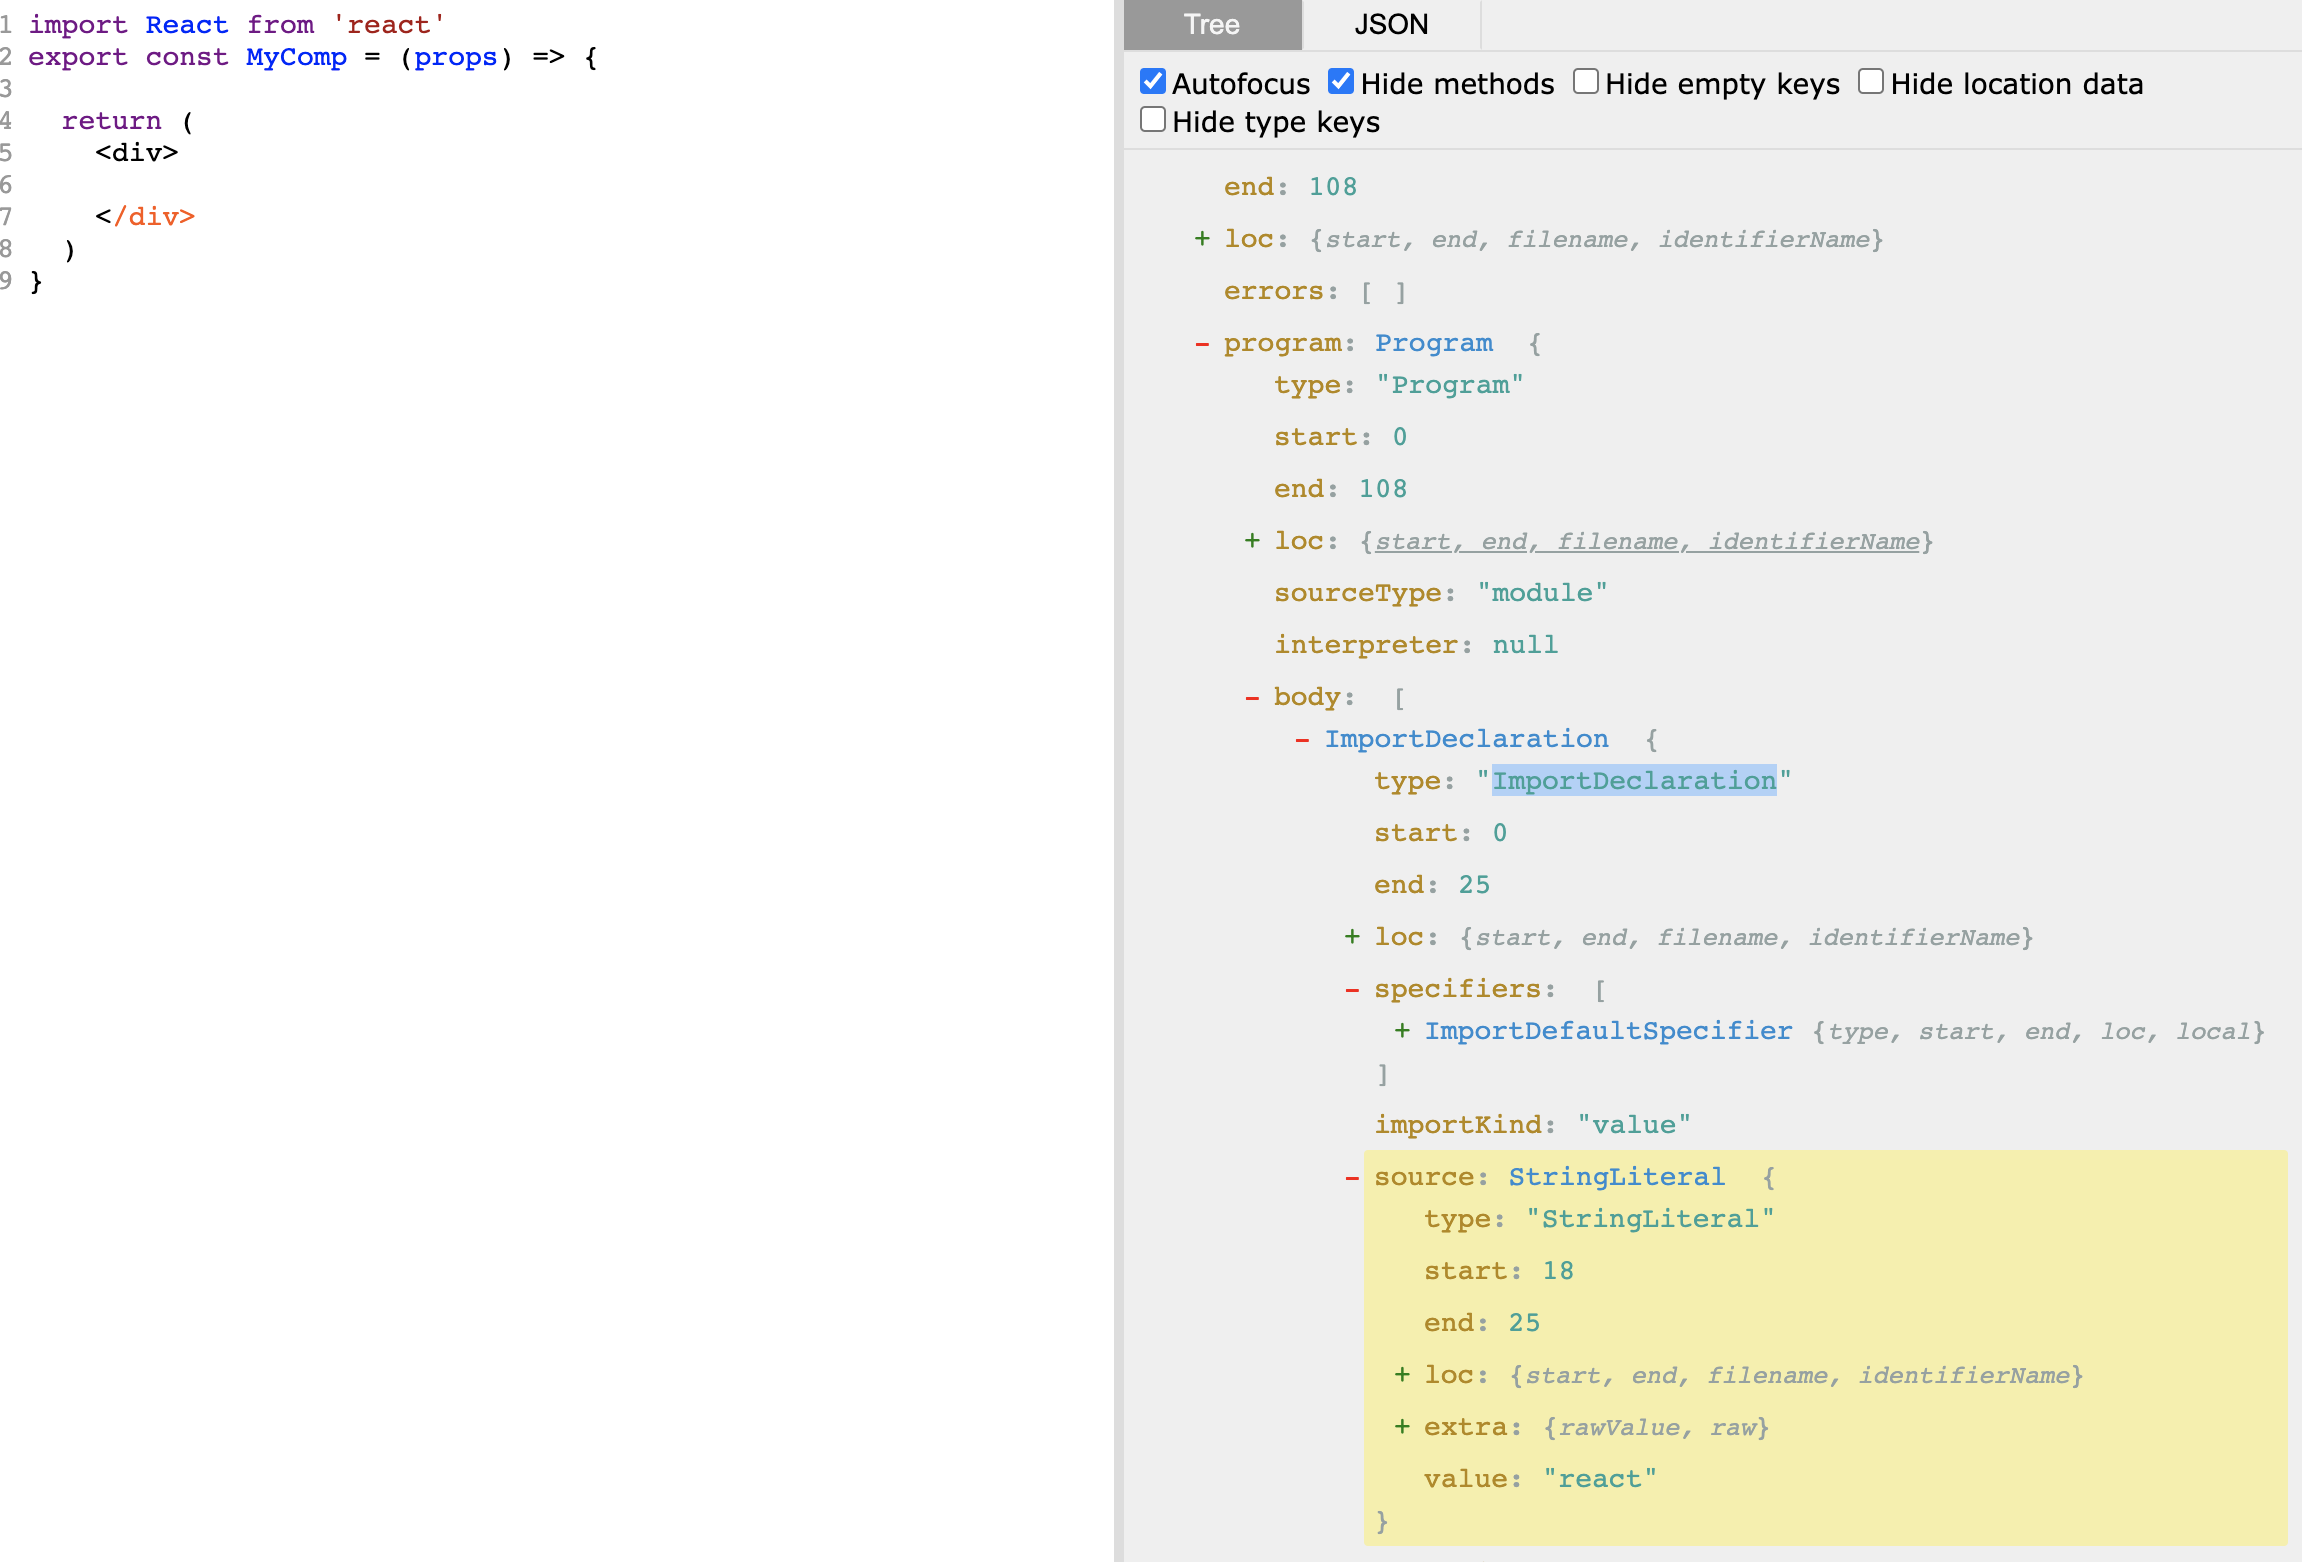 1 import React from 'react'
2 export const MyComp = (props) => {
3
4 return (
5 <div>
6
7 </div>
8 )
9 }
Tree JSON
Autofocus Hide methods Hide empty keys Hide location data
Hide type keys
end: 108
+ loc: {start, end, filename, identifierName}
errors: [ ]
- program: Program {
type: "Program"
start: 0
end: 108
+ loc: {start, end, filename, identifierName}
sourceType: "module"
interpreter: null
- body: [
- ImportDeclaration {
type: "ImportDeclaration"
start: 0
end: 25
+ loc: {start, end, filename, identifierName}
- specifiers: [
+ ImportDefaultSpecifier {type, start, end, loc, local}
]
importKind: "value"
- source: StringLiteral {
type: "StringLiteral"
start: 18
end: 25
+ loc: {start, end, filename, identifierName}
+ extra: {rawValue, raw}
value: "react"
}